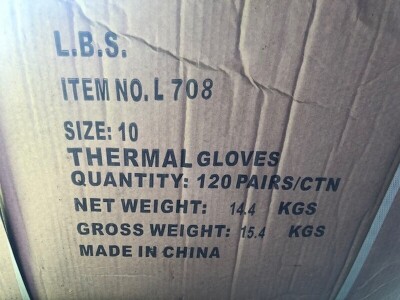 L.B.S.
ITEM NO. L 708
SIZE: 10
THERMAL GLOVES
QUANTITY: 120 PAIRS/CTN
NET WEIGHT: 14.4 KGS
GROSS WEIGHT: 15.4 KGS
MADE IN CHINA